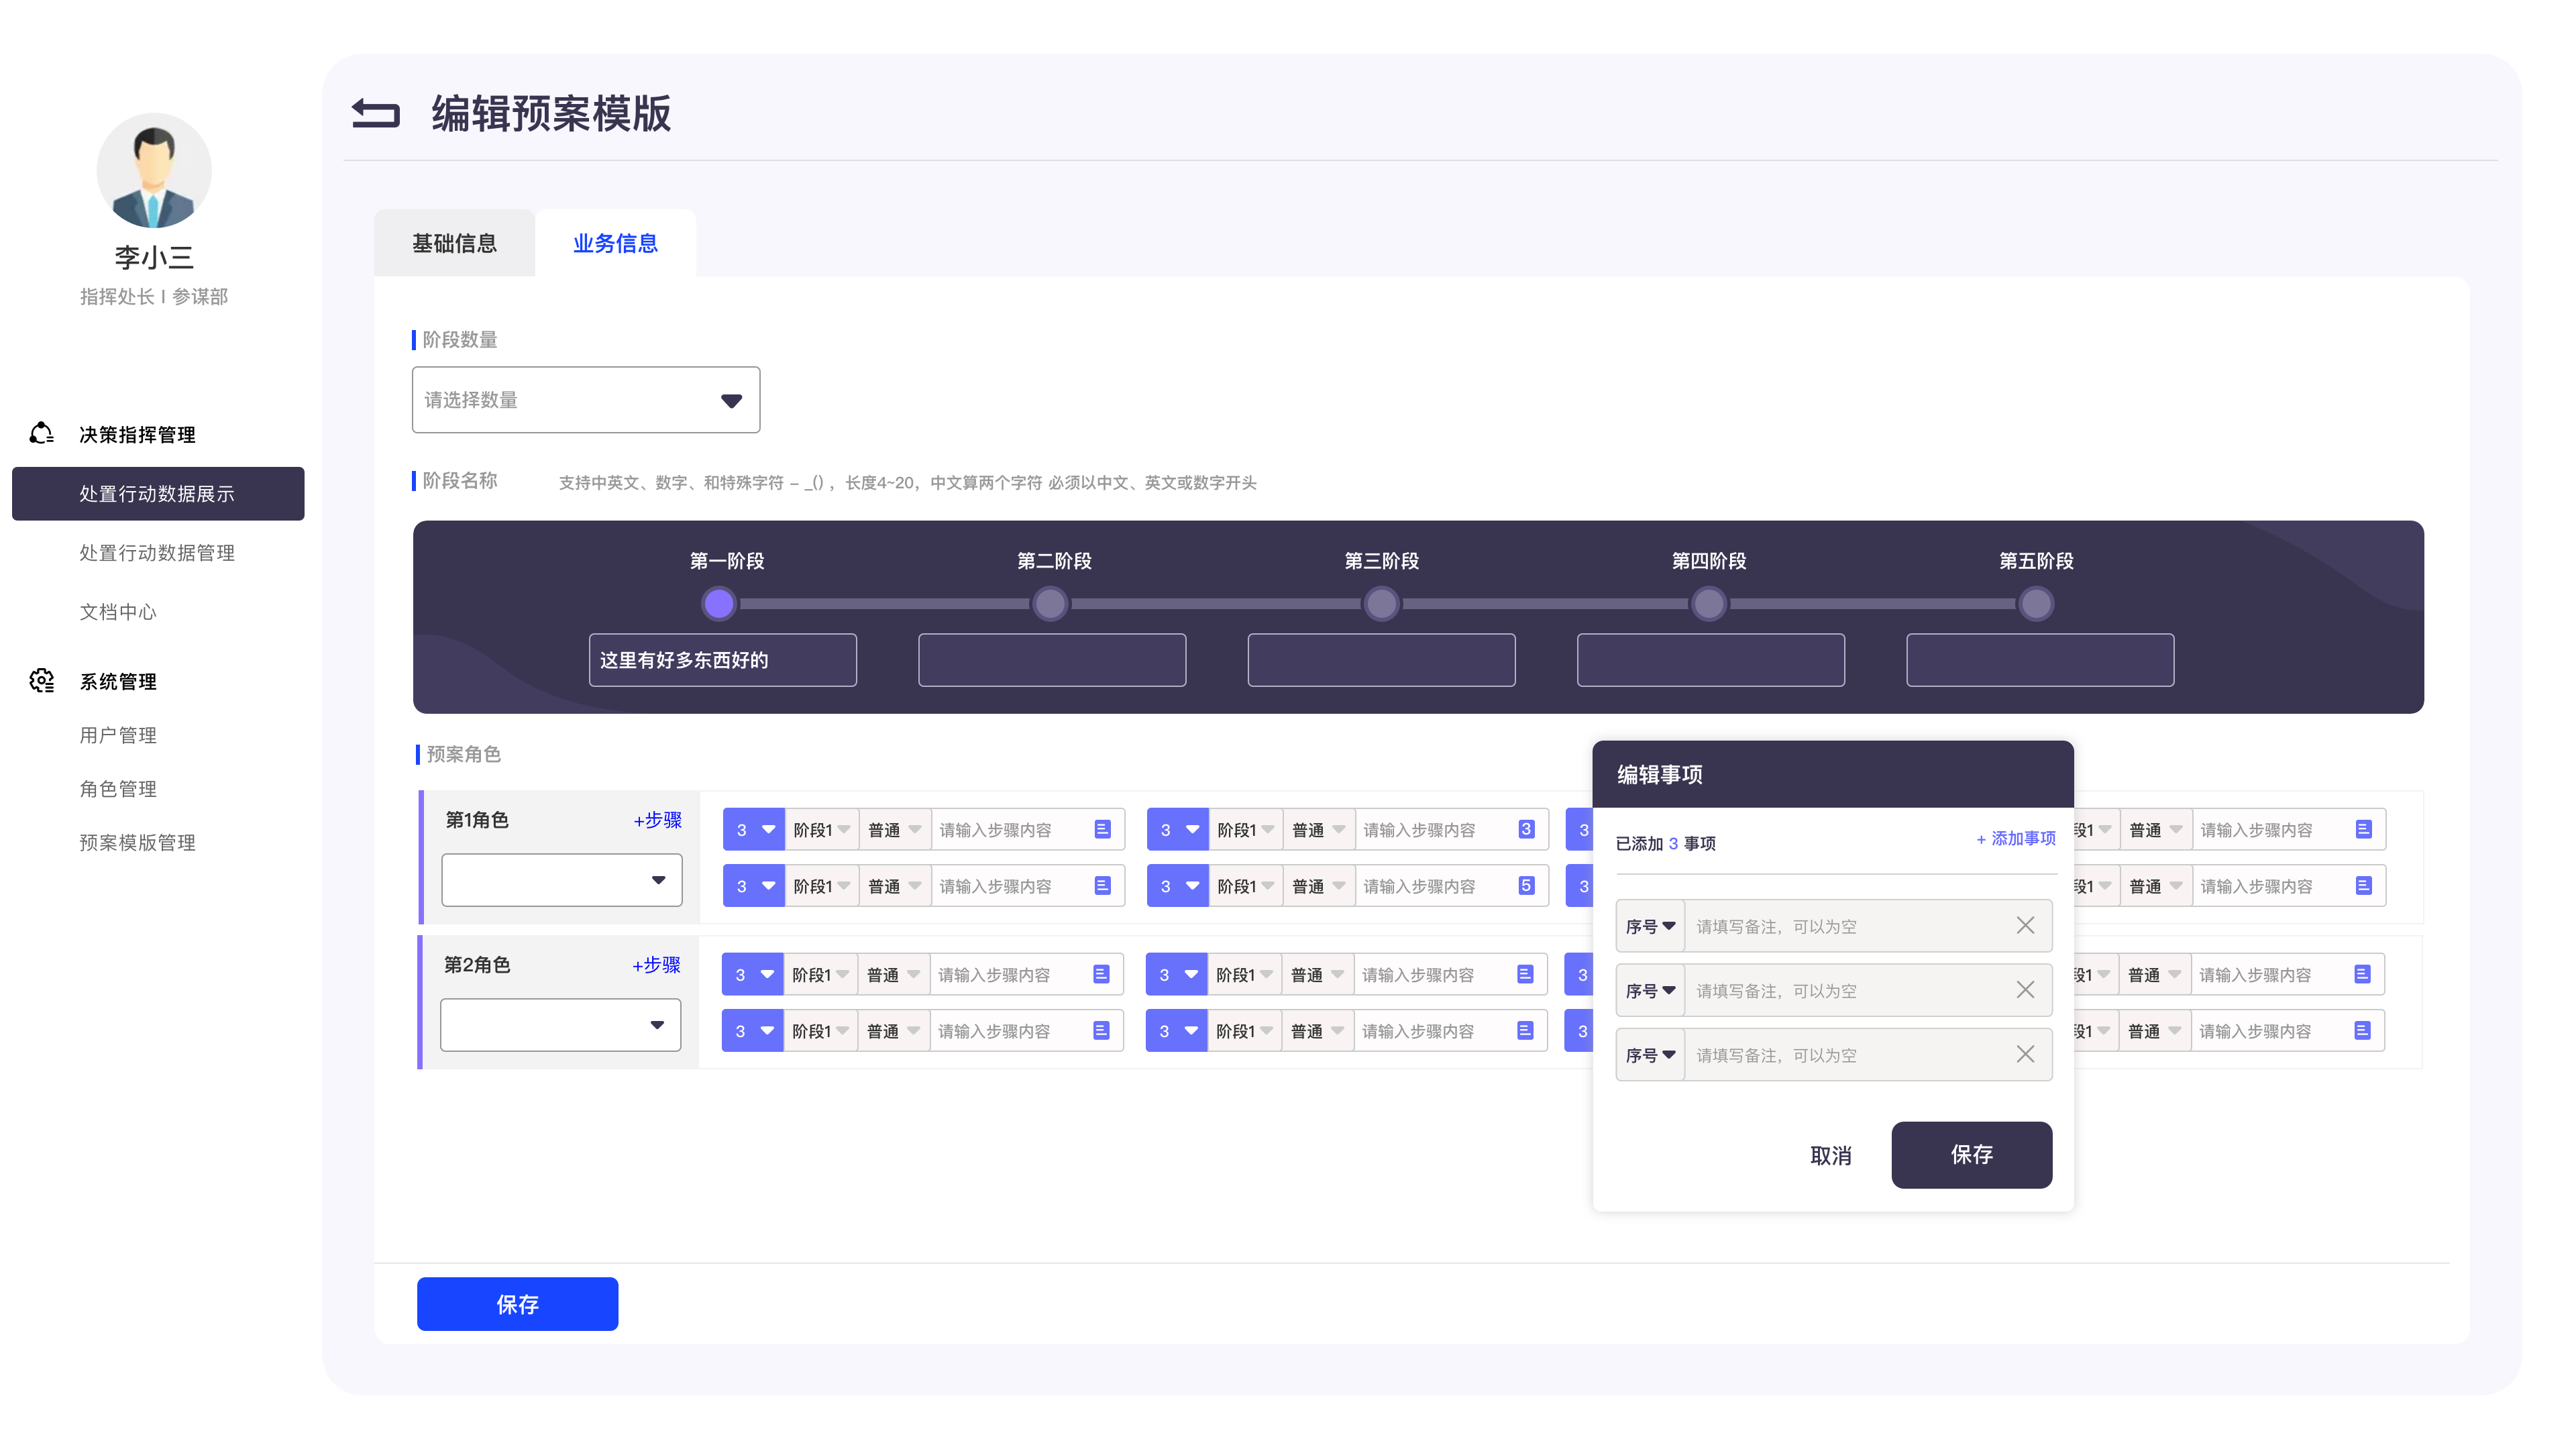 编辑预案模版
李小三
指挥处长 | 参谋部
决策指挥管理
处置行动数据展示
处置行动数据管理
文档中心
系统管理
用户管理
角色管理
预案模版管理
基础信息 业务信息
阶段数量
请选择数量
阶段名称 支持中英文、数字、和特殊字符 – _() ，长度4~20，中文算两个字符 必须以中文、英文或数字开头
第一阶段 第二阶段 第三阶段 第四阶段 第五阶段
这里有好多东西好的
预案角色
第1角色 +步骤
3 阶段1 普通 请输入步骤内容 3 阶段1 普通 请输入步骤内容 3 3 段1 普通 请输入步骤内容
3 阶段1 普通 请输入步骤内容 3 阶段1 普通 请输入步骤内容 5 3 段1 普通 请输入步骤内容
第2角色 +步骤
3 阶段1 普通 请输入步骤内容 3 阶段1 普通 请输入步骤内容 3 段1 普通 请输入步骤内容
3 阶段1 普通 请输入步骤内容 3 阶段1 普通 请输入步骤内容 3 段1 普通 请输入步骤内容
编辑事项
已添加 3 事项 + 添加事项
序号 请填写备注，可以为空
序号 请填写备注，可以为空
序号 请填写备注，可以为空
取消 保存
保存